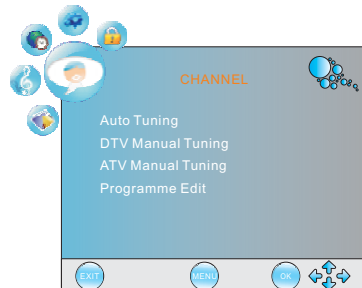 CHANNEL
Auto Tuning
DTV Manual Tuning
ATV Manual Tuning
Programme Edit
EXIT MENU OK